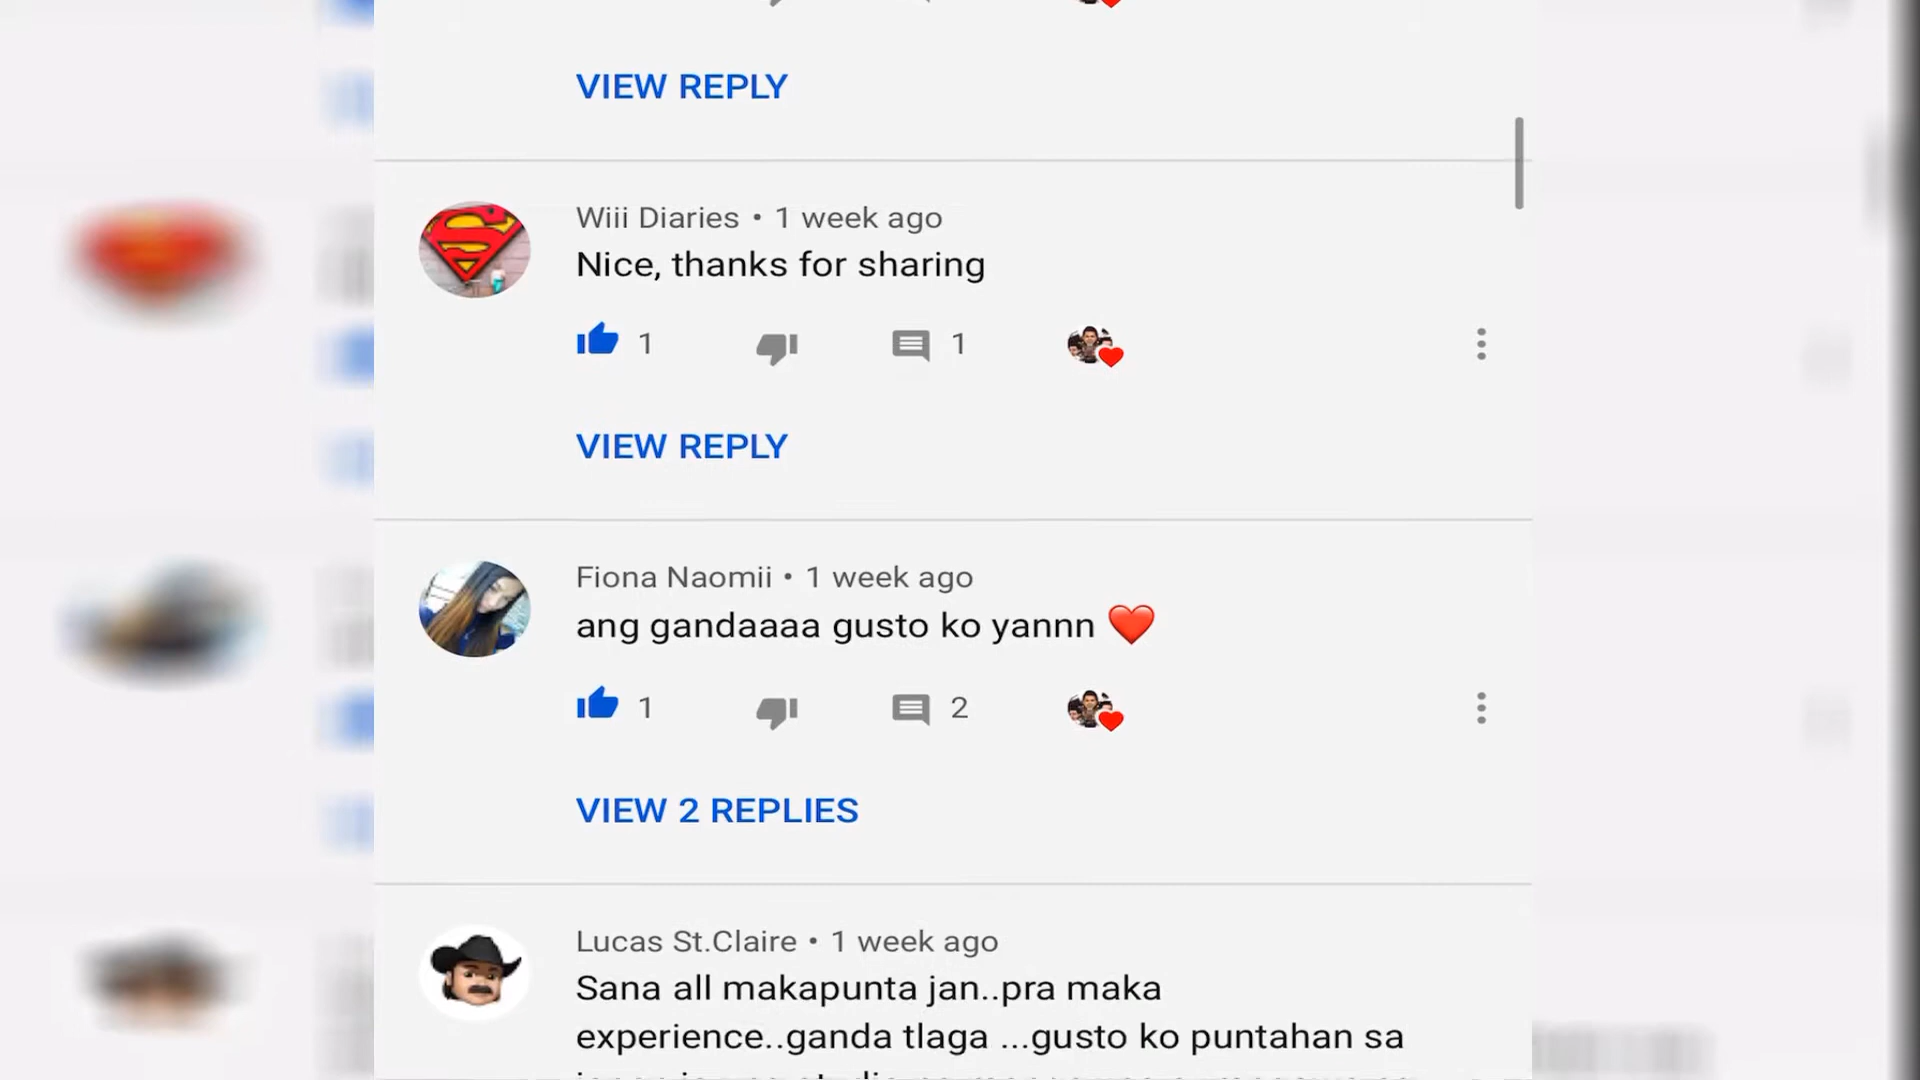 VIEW REPLY
Wiii Diaries • 1 week ago
Nice, thanks for sharing
1 1
VIEW REPLY
Fiona Naomii • 1 week ago
ang gandaaaa gusto ko yannn ❤️
1 2
VIEW 2 REPLIES
Lucas St.Claire • 1 week ago
Sana all makapunta jan..pra maka
experience..ganda tlaga ...gusto ko puntahan sa